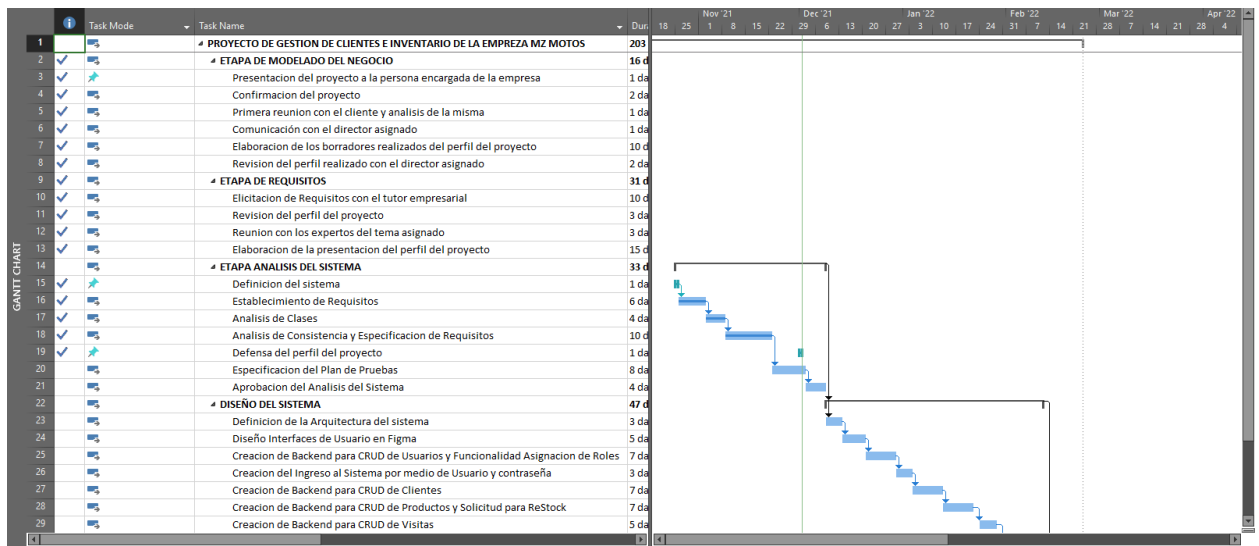 Nov '21 Dec '21 Jan '22 Feb '22 Mar '22 Apr '22
Task Mode Task Name Dur 18 25 1 8 15 22 29 6 13 20 27 3 10 17 24 31 7 14 21 28 7 14 21 28 4
1 PROYECTO DE GESTION DE CLIENTES E INVENTARIO DE LA EMPREZA MZ MOTOS 203
2 ETAPA DE MODELADO DEL NEGOCIO 16 d
3 Presentacion del proyecto a la persona encargada de la empresa 1 da
4 Confirmacion del proyecto 2 da
5 Primera reunion con el cliente y analisis de la misma 1 da
6 Comunicación con el director asignado 1 da
7 Elaboracion de los borradores realizados del perfil del proyecto 10 d
8 Revision del perfil realizado con el director asignado 2 da
9 ETAPA DE REQUISITOS 31 d
10 Elicitacion de Requisitos con el tutor empresarial 10 d
11 Revision del perfil del proyecto 3 da
12 Reunion con los expertos del tema asignado 3 da
13 Elaboracion de la presentacion del perfil del proyecto 15 d
14 ETAPA ANALISIS DEL SISTEMA 33 d
15 Definicion del sistema 1 da
16 Establecimiento de Requisitos 6 da
17 Analisis de Clases 4 da
18 Analisis de Consistencia y Especificacion de Requisitos 10 d
19 Defensa del perfil del proyecto 1 da
20 Especificacion del Plan de Pruebas 8 da
21 Aprobacion del Analisis del Sistema 4 da
22 DISEÑO DEL SISTEMA 47 d
23 Definicion de la Arquitectura del sistema 3 da
24 Diseño Interfaces de Usuario en Figma 5 da
25 Creacion de Backend para CRUD de Usuarios y Funcionalidad Asignacion de Roles 7 da
26 Creacion del Ingreso al Sistema por medio de Usuario y contraseña 3 da
27 Creacion de Backend para CRUD de Clientes 7 da
28 Creacion de Backend para CRUD de Productos y Solicitud para ReStock 7 da
29 Creacion de Backend para CRUD de Visitas 5 da
GANTT CHART